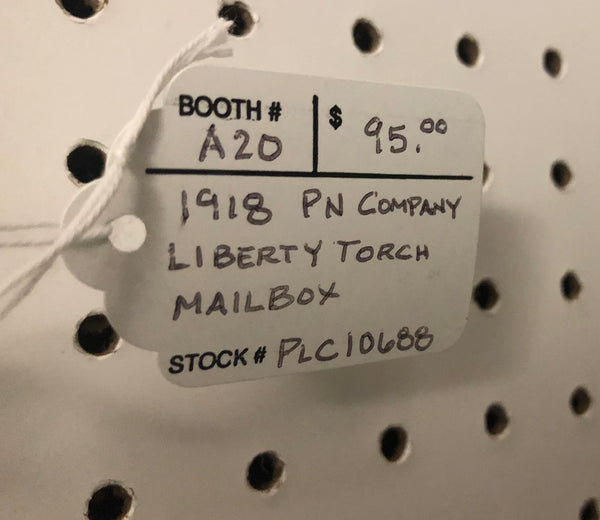 BOOTH # $ 95.00
A20
1918 PN COMPANY
LIBERTY TORCH
MAILBOX
STOCK # PLC10688